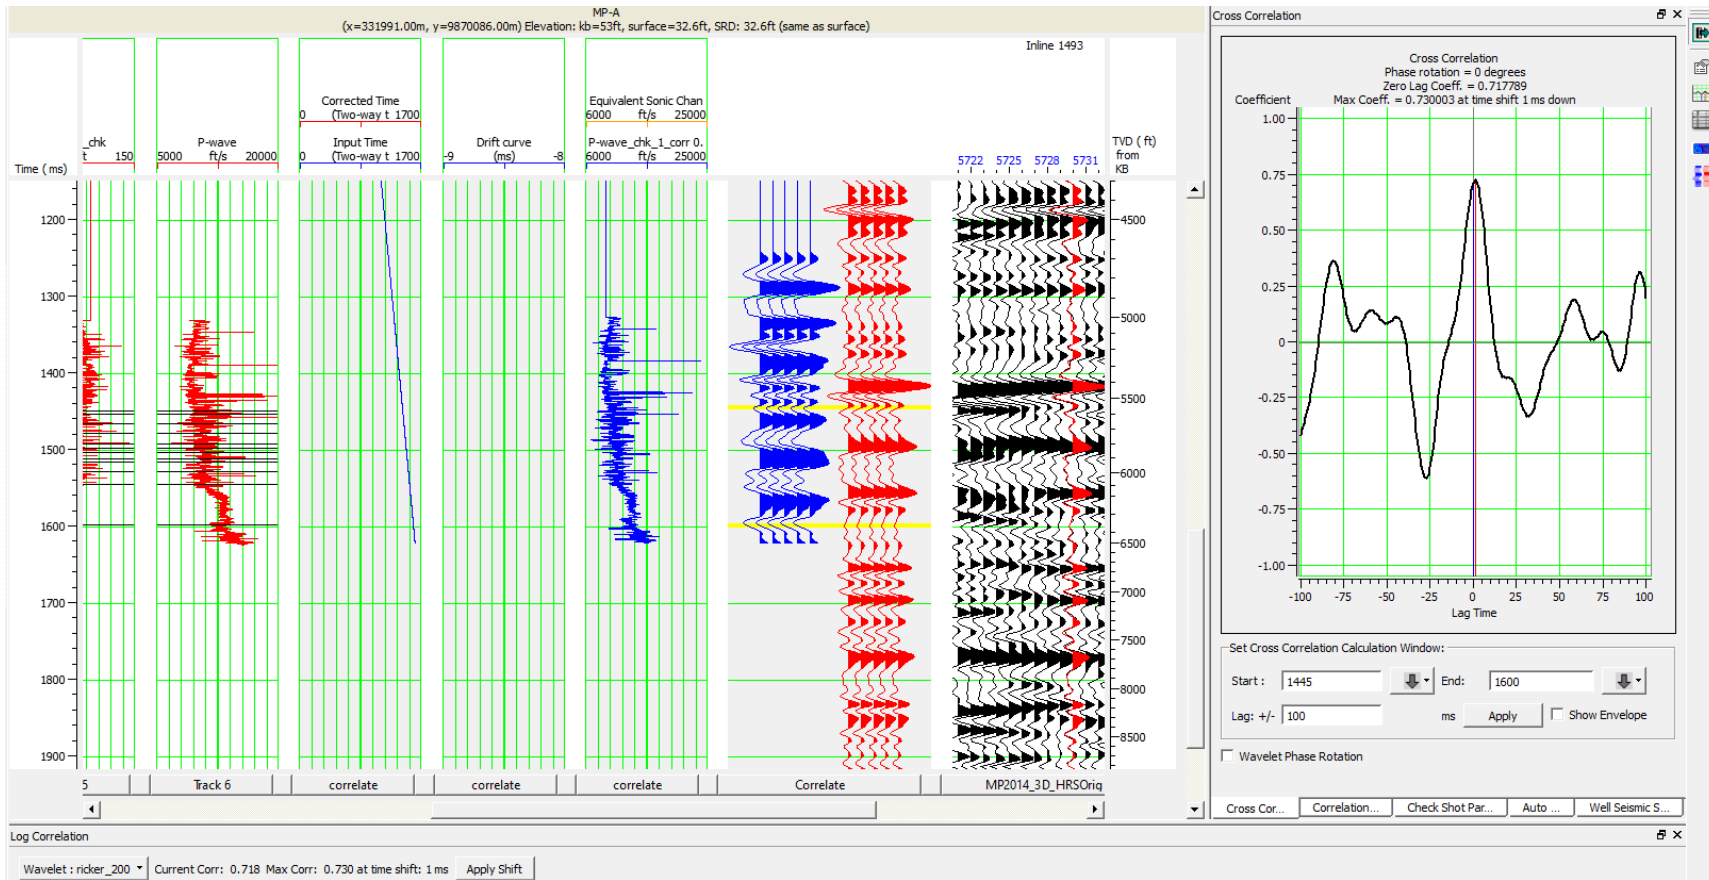 MP-A
(x=331991.00m, y=9870086.00m) Elevation: kb=53ft, surface=32.6ft, SRD: 32.6ft (same as surface)
Inline 1493
Corrected Time
0 (Two-way t 1700
Equivalent Sonic Chan
6000 ft/s 25000
_chk
t 150
P-wave
5000 ft/s 20000
Input Time
0 (Two-way t 1700
Drift curve
-9 (ms) -8
P-wave_chk_1_corr 0.
6000 ft/s 25000
5722 5725 5728 5731
TVD ( ft)
from
KB
Time ( ms)
1200
1300
1400
1500
1600
1700
1800
1900
4500
5000
5500
6000
6500
7000
7500
8000
8500
5
Track 6
correlate
correlate
correlate
Correlate
MP2014_3D_HRSOrig
Cross Correlation
Cross Correlation
Phase rotation = 0 degrees
Zero Lag Coeff. = 0.717789
Max Coeff. = 0.730003 at time shift 1 ms down
Coefficient
1.00
0.75
0.50
0.25
0
-0.25
-0.50
-0.75
-1.00
-100 -75 -50 -25 0 25 50 75 100
Lag Time
Set Cross Correlation Calculation Window:
Start : 1445 End: 1600
Lag: +/- 100 ms Apply Show Envelope
Wavelet Phase Rotation
Cross Cor... Correlation... Check Shot Par... Auto ... Well Seismic S...
Log Correlation
Wavelet : ricker_200 Current Corr: 0.718 Max Corr: 0.730 at time shift: 1 ms Apply Shift